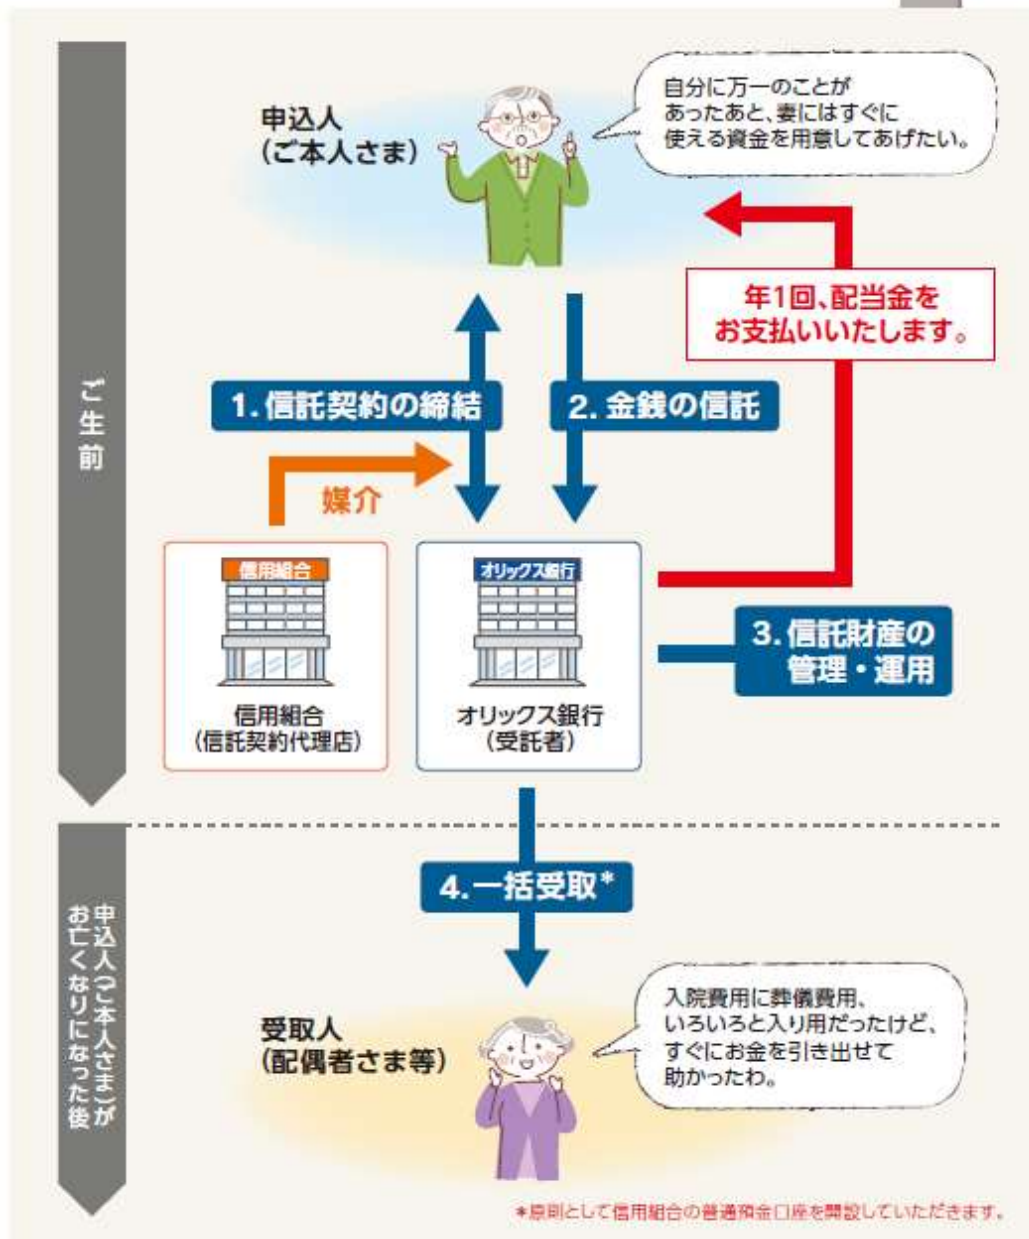 ご生前
申込人
（ご本人さま）
自分に万一のことが
あったあと、妻にはすぐに
使える資金を用意してあげたい。
年1回、配当金を
お支払いいたします。
1. 信託契約の締結
2. 金銭の信託
媒介
信用組合
オリックス銀行
信用組合
（信託契約代理店）
オリックス銀行
（受託者）
3. 信託財産の
管理・運用
申込人（ご本人さま）が
お亡くなりになった後
4. 一括受取*
受取人
（配偶者さま等）
入院費用に葬儀費用、
いろいろと入り用だったけど、
すぐにお金を引き出せて
助かったわ。
*原則として信用組合の普通預金口座を開設していただきます。